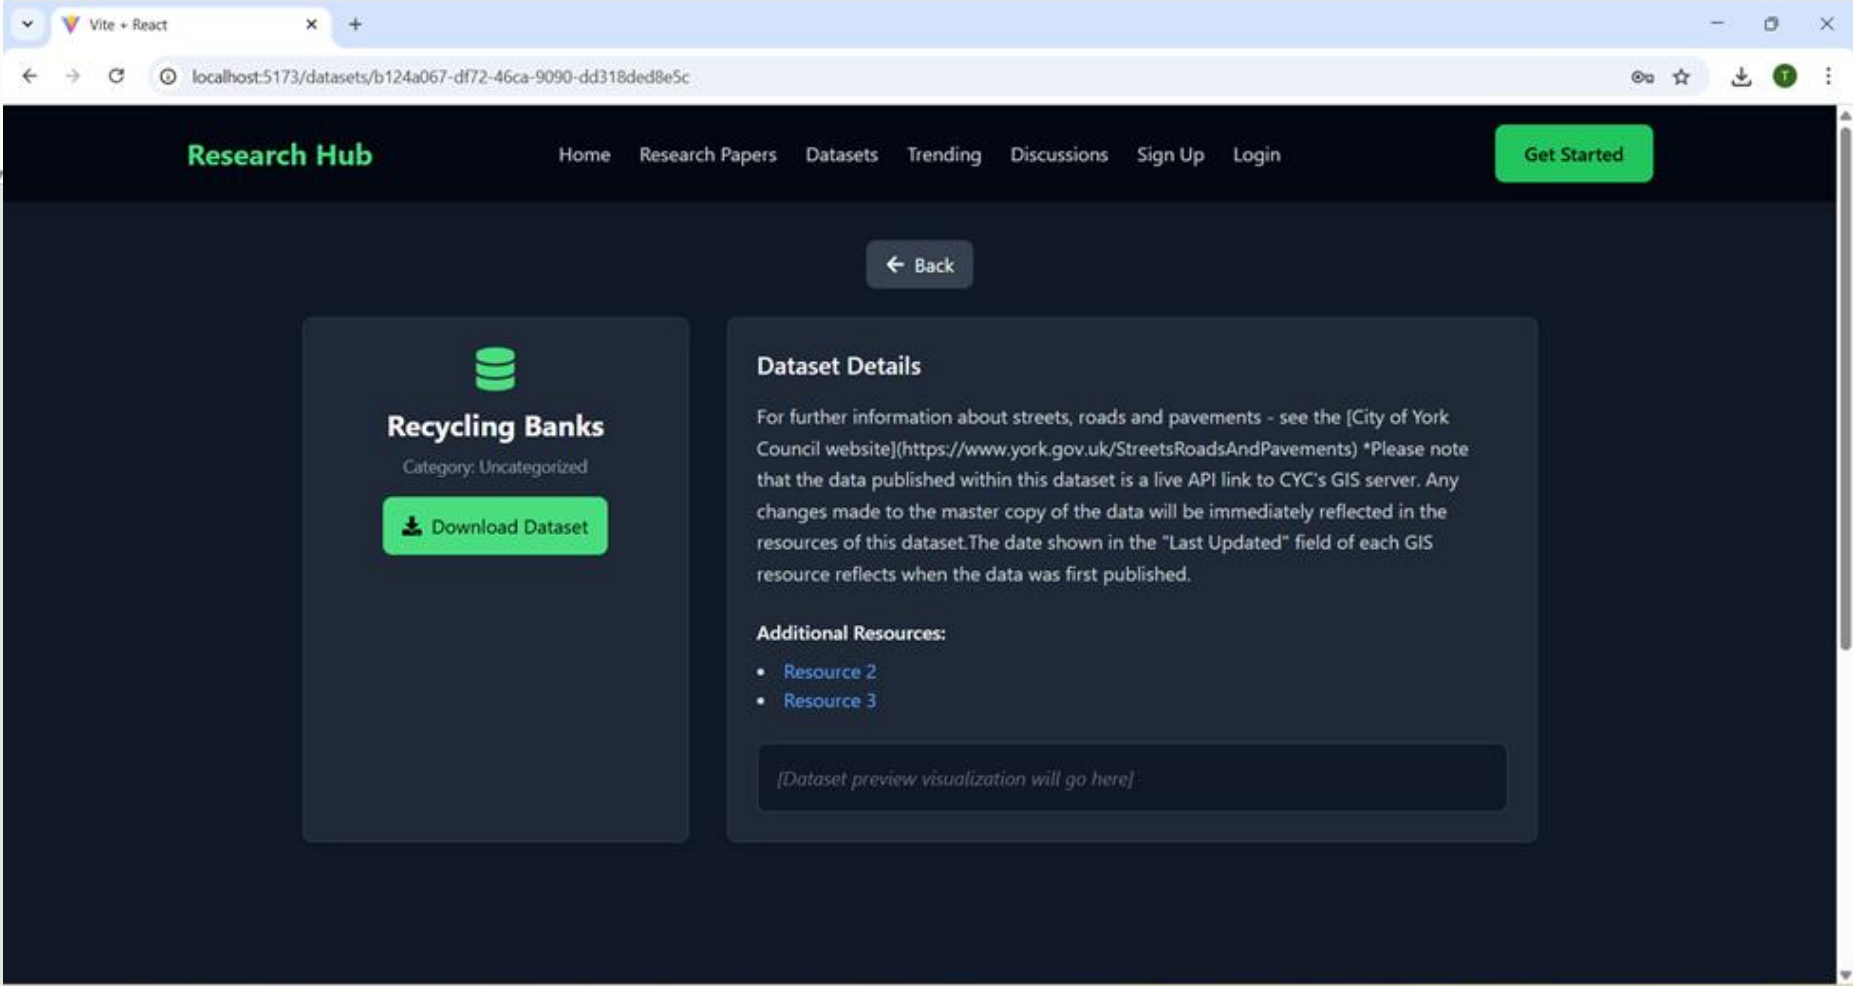 Vite + React
localhost:5173/datasets/b124a067-df72-46ca-9090-dd318ded8e5c
T
Research Hub
Home Research Papers Datasets Trending Discussions Sign Up Login
Get Started
Back
Recycling Banks
Category: Uncategorized
Download Dataset
Dataset Details
For further information about streets, roads and pavements - see the [City of York
Council website](https://www.york.gov.uk/StreetsRoadsAndPavements) *Please note
that the data published within this dataset is a live API link to CYC's GIS server. Any
changes made to the master copy of the data will be immediately reflected in the
resources of this dataset.The date shown in the "Last Updated" field of each GIS
resource reflects when the data was first published.
Additional Resources:
• Resource 2
• Resource 3
[Dataset preview visualization will go here]